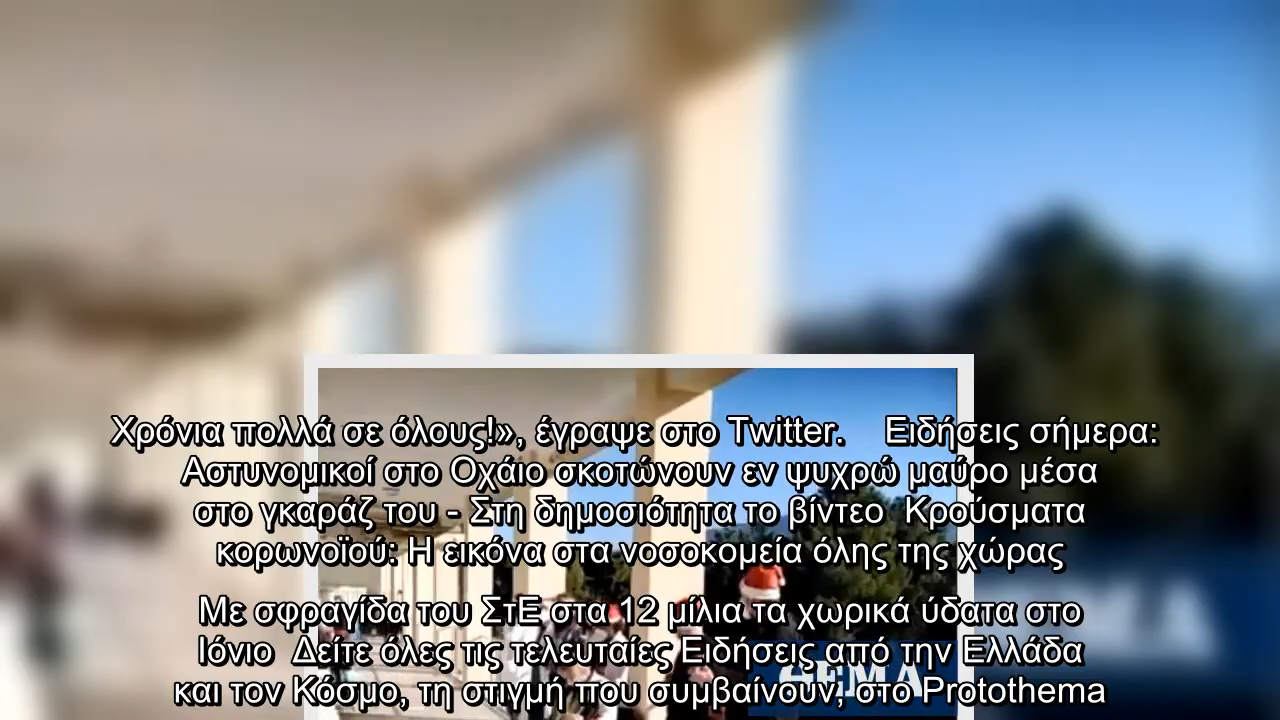 Χρόνια πολλά σε όλους!», έγραψε στο Twitter. Ειδήσεις σήμερα:
Αστυνομικοί στο Οχάιο σκοτώνουν εν ψυχρώ μαύρο μέσα
στο γκαράζ του - Στη δημοσιότητα το βίντεο Κρούσματα
κορωνοϊού: Η εικόνα στα νοσοκομεία όλης της χώρας
Με σφραγίδα του ΣτΕ στα 12 μίλια τα χωρικά ύδατα στο
Ιόνιο Δείτε όλες τις τελευταίες Ειδήσεις από την Ελλάδα
και τον Κόσμο, τη στιγμή που συμβαίνουν, στο Protothema
ΘΕΜΑ